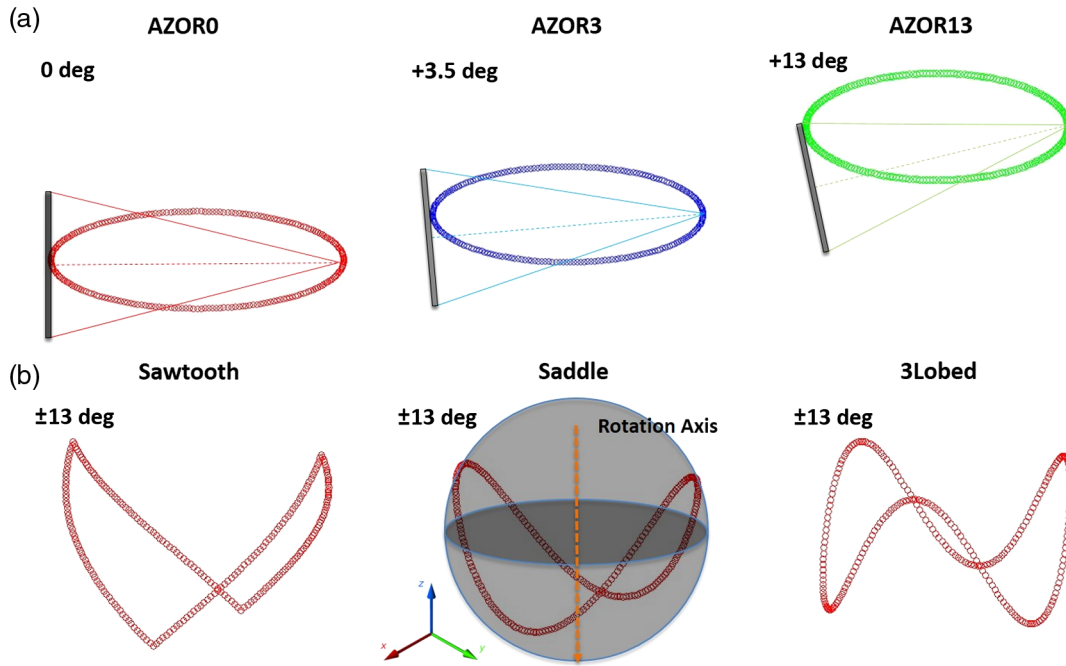 (a)
AZOR0
AZOR3
AZOR13
0 deg
+3.5 deg
+13 deg
(b)
Sawtooth
Saddle
3Lobed
±13 deg
±13 deg
Rotation Axis
±13 deg
z
x
y